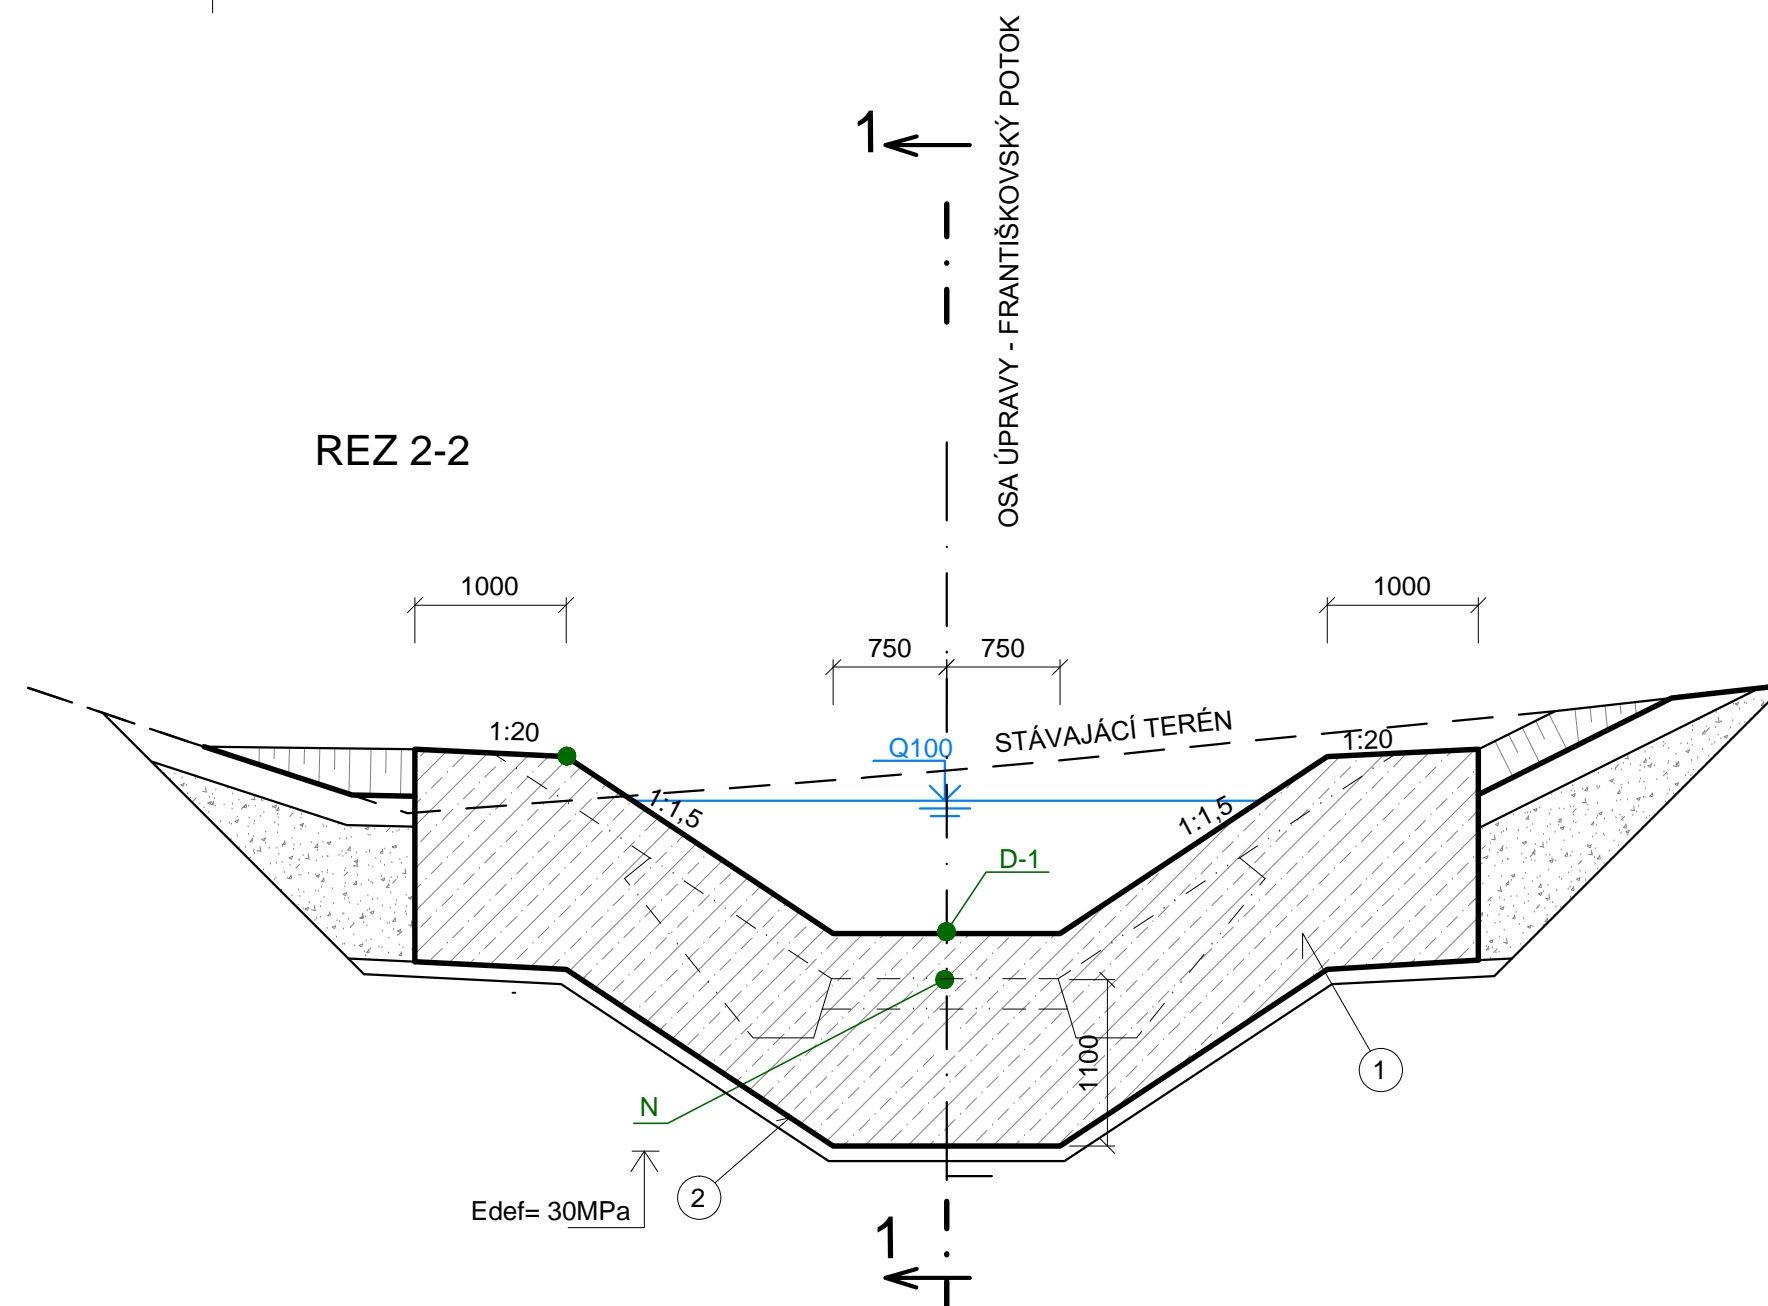 1
OSA ÚPRAVY - FRANTIŠKOVSKÝ POTOK
REZ 2-2
1000
1000
750
750
1:20
Q100
STÁVAJÁCÍ TERÉN
1:20
1:1,5
1:1,5
D-1
1100
1
N
2
Edef= 30MPa
1